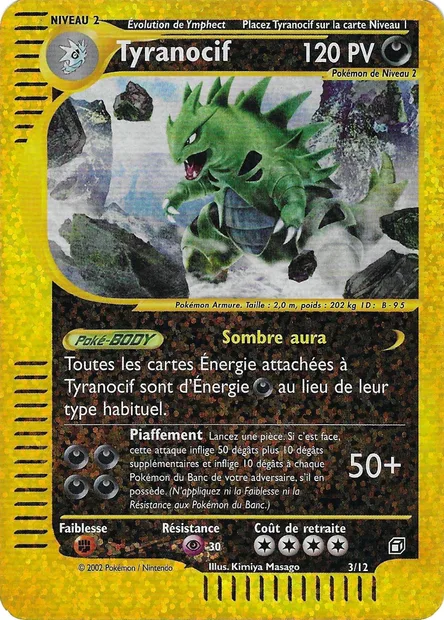 NIVEAU 2 Évolution de Ymphect Placez Tyranocif sur la carte Niveau 1
Tyranocif 120 PV
Pokémon de Niveau 2
Pokémon Armure. Taille : 2,0 m, poids : 202 kg ID: B-95
Poké-BODY Sombre aura
Toutes les cartes Énergie attachées à
Tyranocif sont d'Énergie au lieu de leur
type habituel.
Piaffement Lancez une pièce. Si c'est face,
cette attaque inflige 50 dégâts plus 10 dégâts
supplémentaires et inflige 10 dégâts à chaque
Pokémon du Banc de votre adversaire, s'il en
possède. (N'appliquez ni la Faiblesse ni la
Résistance aux Pokémon du Banc.)
50+
Faiblesse Résistance Coût de retraite
-30
© 2002 Pokémon / Nintendo Illus. Kimiya Masago 3/12